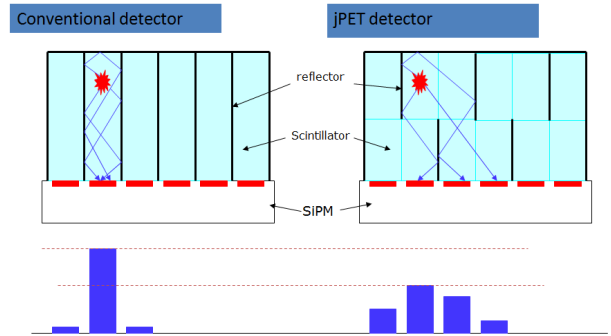 Conventional detector
jPET detector
reflector
Scintillator
SiPM